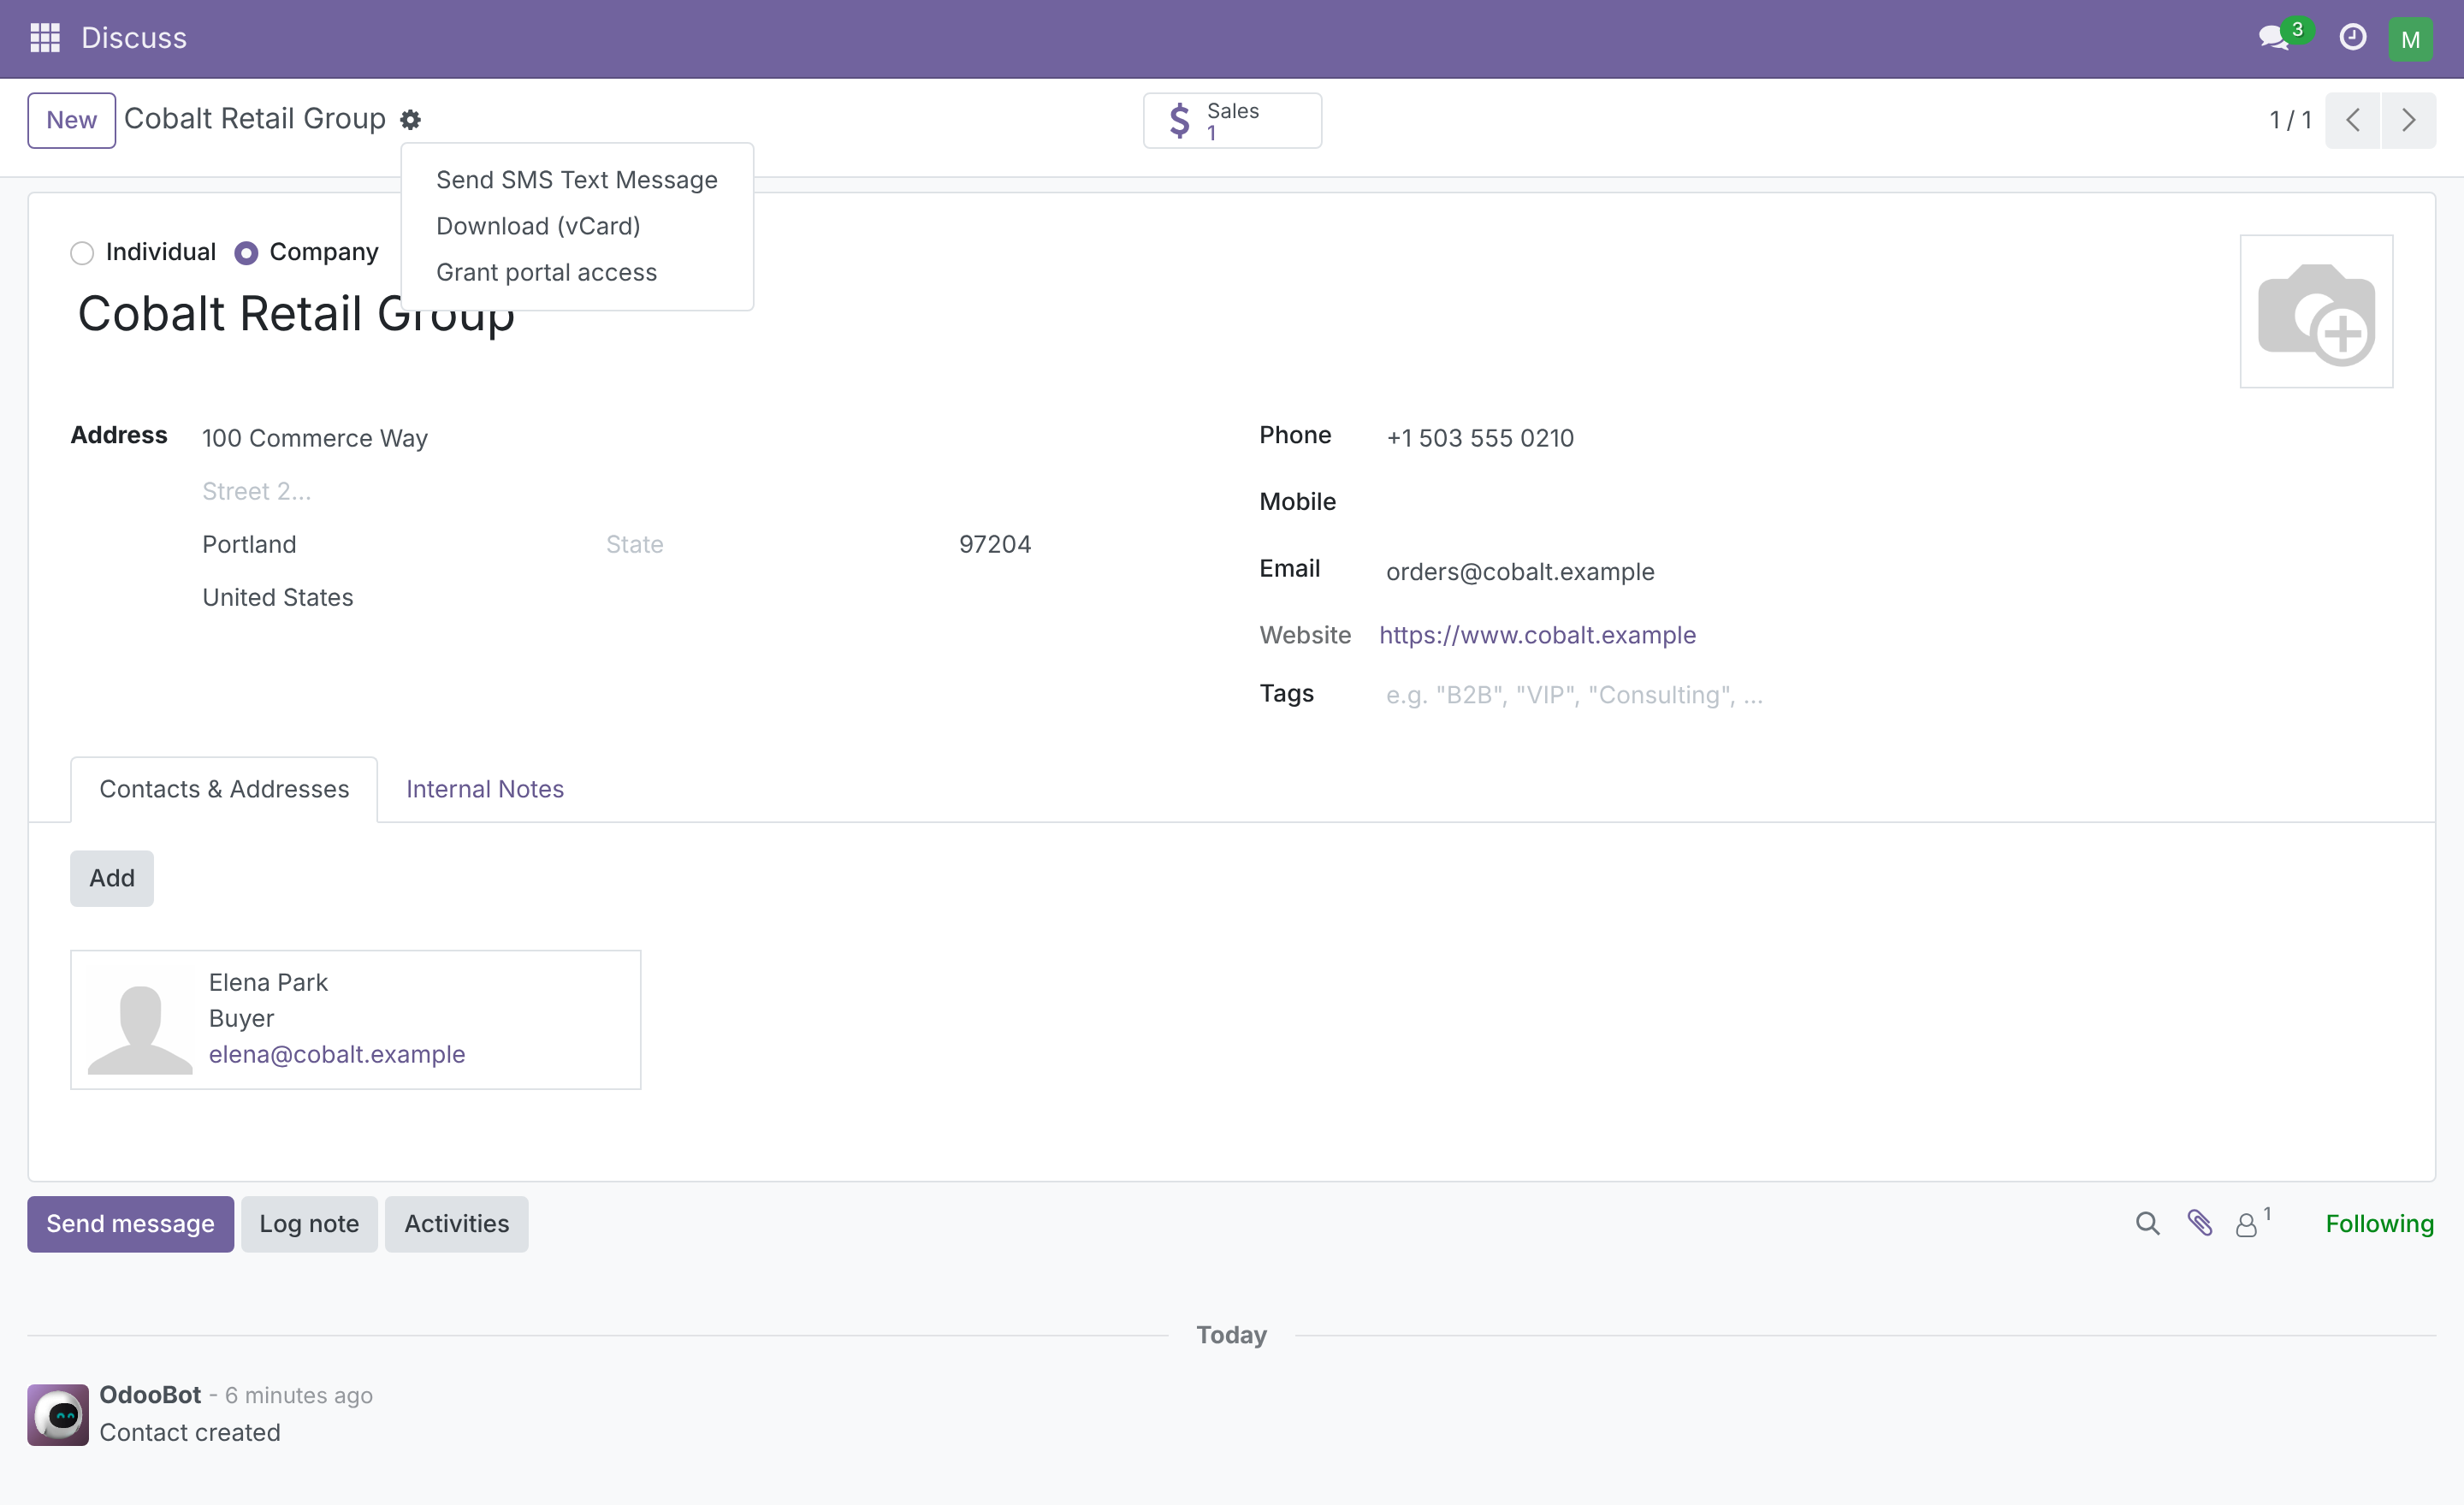 Discuss
3
M
New
Cobalt Retail Group
Sales
1
1 / 1
Send SMS Text Message
Download (vCard)
Grant portal access
Individual
Company
Cobalt Retail Group
Address
100 Commerce Way
Street 2...
Portland
State
97204
United States
Phone
+1 503 555 0210
Mobile
Email
orders@cobalt.example
Website
https://www.cobalt.example
Tags
e.g. "B2B", "VIP", "Consulting", ...
Contacts & Addresses
Internal Notes
Add
Elena Park
Buyer
elena@cobalt.example
Send message
Log note
Activities
1
Following
Today
OdooBot - 6 minutes ago
Contact created